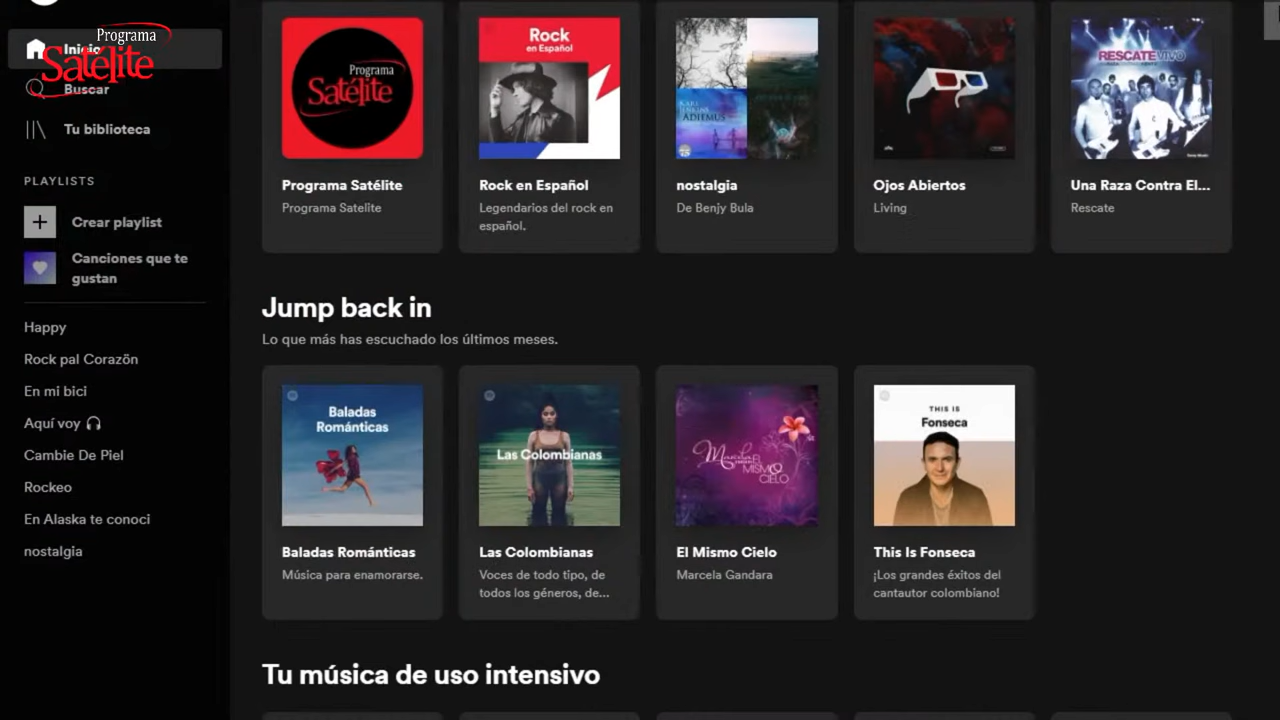 Programa
Satélite
Inicio
Buscar
Tu biblioteca
PLAYLISTS
Crear playlist
Canciones que te
gustan
Happy
Rock pal Corazõn
En mi bici
Aquí voy
Cambie De Piel
Rockeo
En Alaska te conoci
nostalgia
Programa
Satélite
Programa Satélite
Programa Satelite
Rock
en Español
Rock en Español
Legendarios del rock en
español.
KARL
JENKINS
ADIEMUS
nostalgia
De Benjy Bula
Ojos Abiertos
Living
RESCATE VIVO
Una Raza Contra El...
Rescate
Jump back in
Lo que más has escuchado los últimos meses.
Baladas
Románticas
Baladas Románticas
Música para enamorarse.
Las Colombianas
Las Colombianas
Voces de todo tipo, de
todos los géneros, de...
EL
MISMO
CIELO
El Mismo Cielo
Marcela Gandara
THIS IS
Fonseca
This Is Fonseca
¡Los grandes éxitos del
cantautor colombiano!
Tu música de uso intensivo